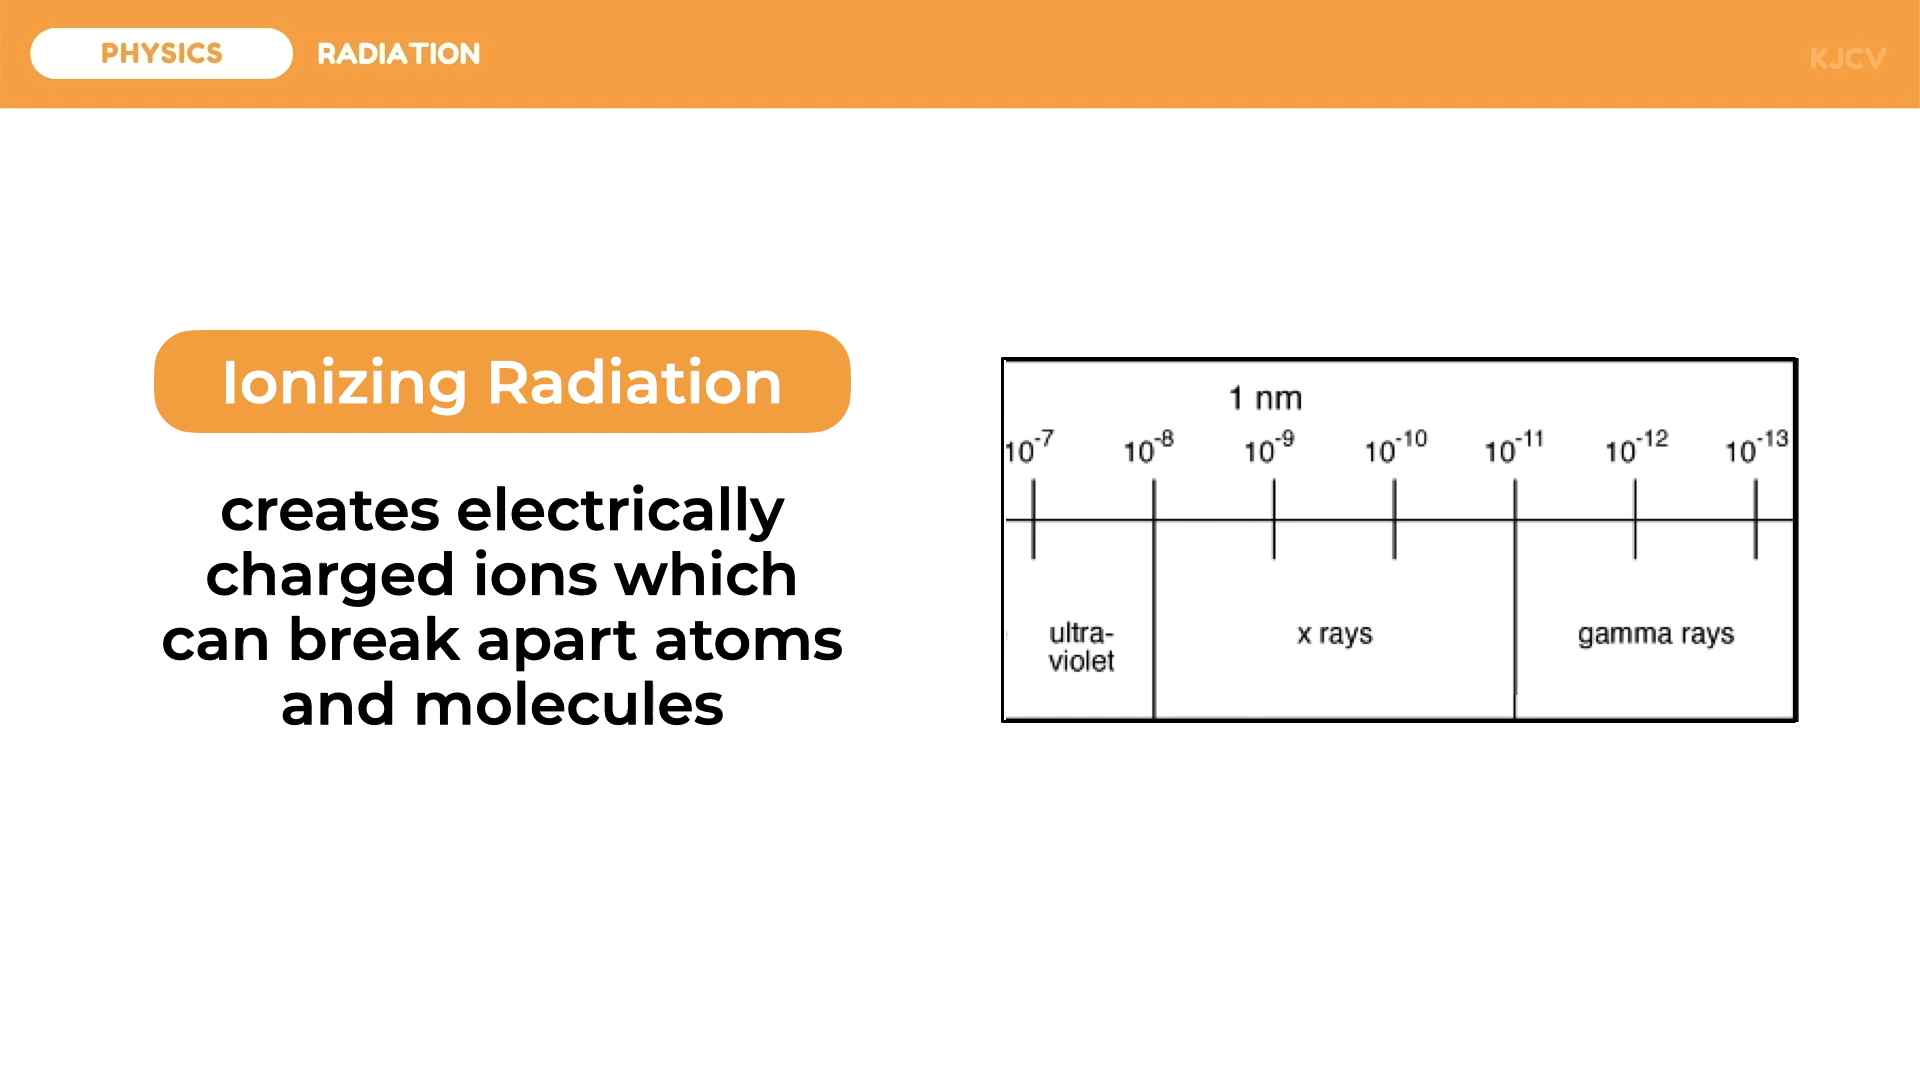 PHYSICS RADIATION KJCV
Ionizing Radiation
creates electrically
charged ions which
can break apart atoms
and molecules
1 nm
10⁻⁷ 10⁻⁸ 10⁻⁹ 10⁻¹⁰ 10⁻¹¹ 10⁻¹² 10⁻¹³
ultra-
violet
x rays
gamma rays